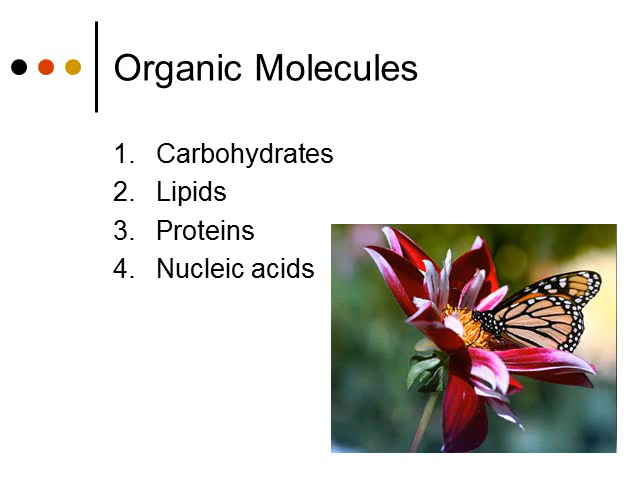 Organic Molecules
1. Carbohydrates
2. Lipids
3. Proteins
4. Nucleic acids